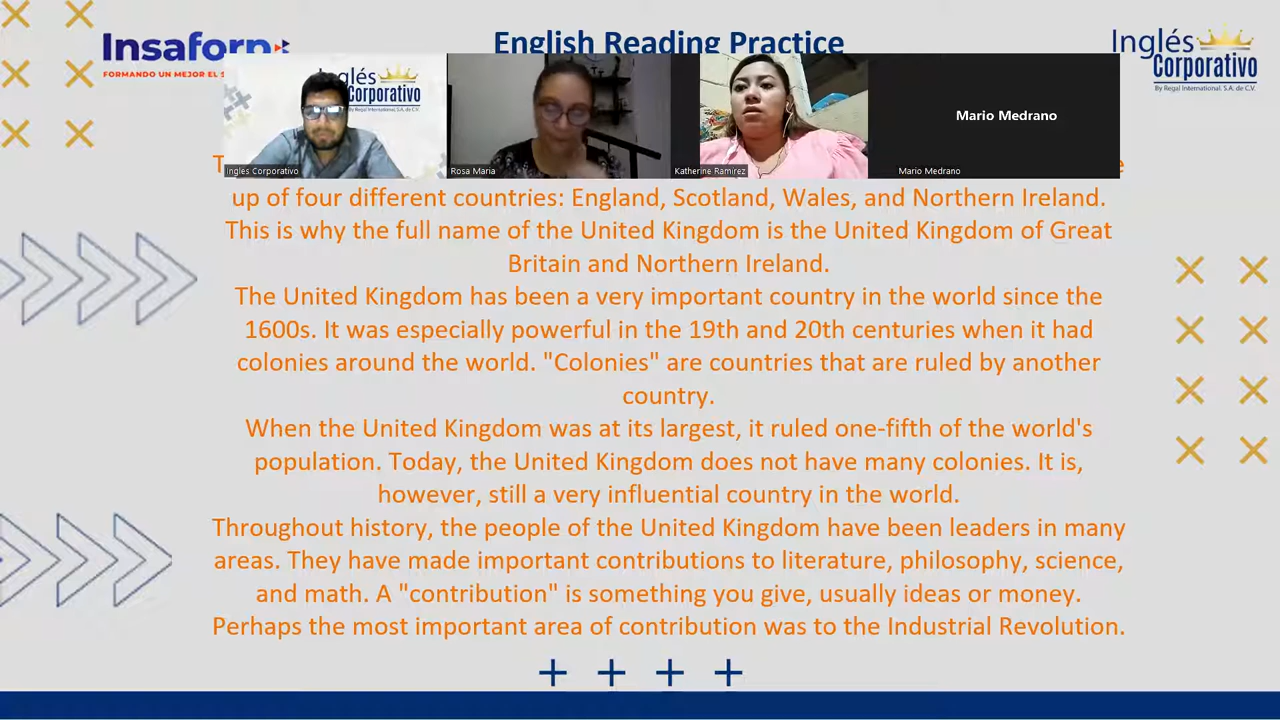 Insaforp
FORMANDO UN MEJOR EL S
English Reading Practice
Inglés
Corporativo
By Regal International. S.A. de C.V.
Inglés
Corporativo
By Regal International. S.A. de C.V.
Ingles Corporativo
Rosa Maria
Katherine Ramirez
Mario Medrano
Mario Medrano
up of four different countries: England, Scotland, Wales, and Northern Ireland.
This is why the full name of the United Kingdom is the United Kingdom of Great
Britain and Northern Ireland.
The United Kingdom has been a very important country in the world since the
1600s. It was especially powerful in the 19th and 20th centuries when it had
colonies around the world. "Colonies" are countries that are ruled by another
country.
When the United Kingdom was at its largest, it ruled one-fifth of the world's
population. Today, the United Kingdom does not have many colonies. It is,
however, still a very influential country in the world.
Throughout history, the people of the United Kingdom have been leaders in many
areas. They have made important contributions to literature, philosophy, science,
and math. A "contribution" is something you give, usually ideas or money.
Perhaps the most important area of contribution was to the Industrial Revolution.